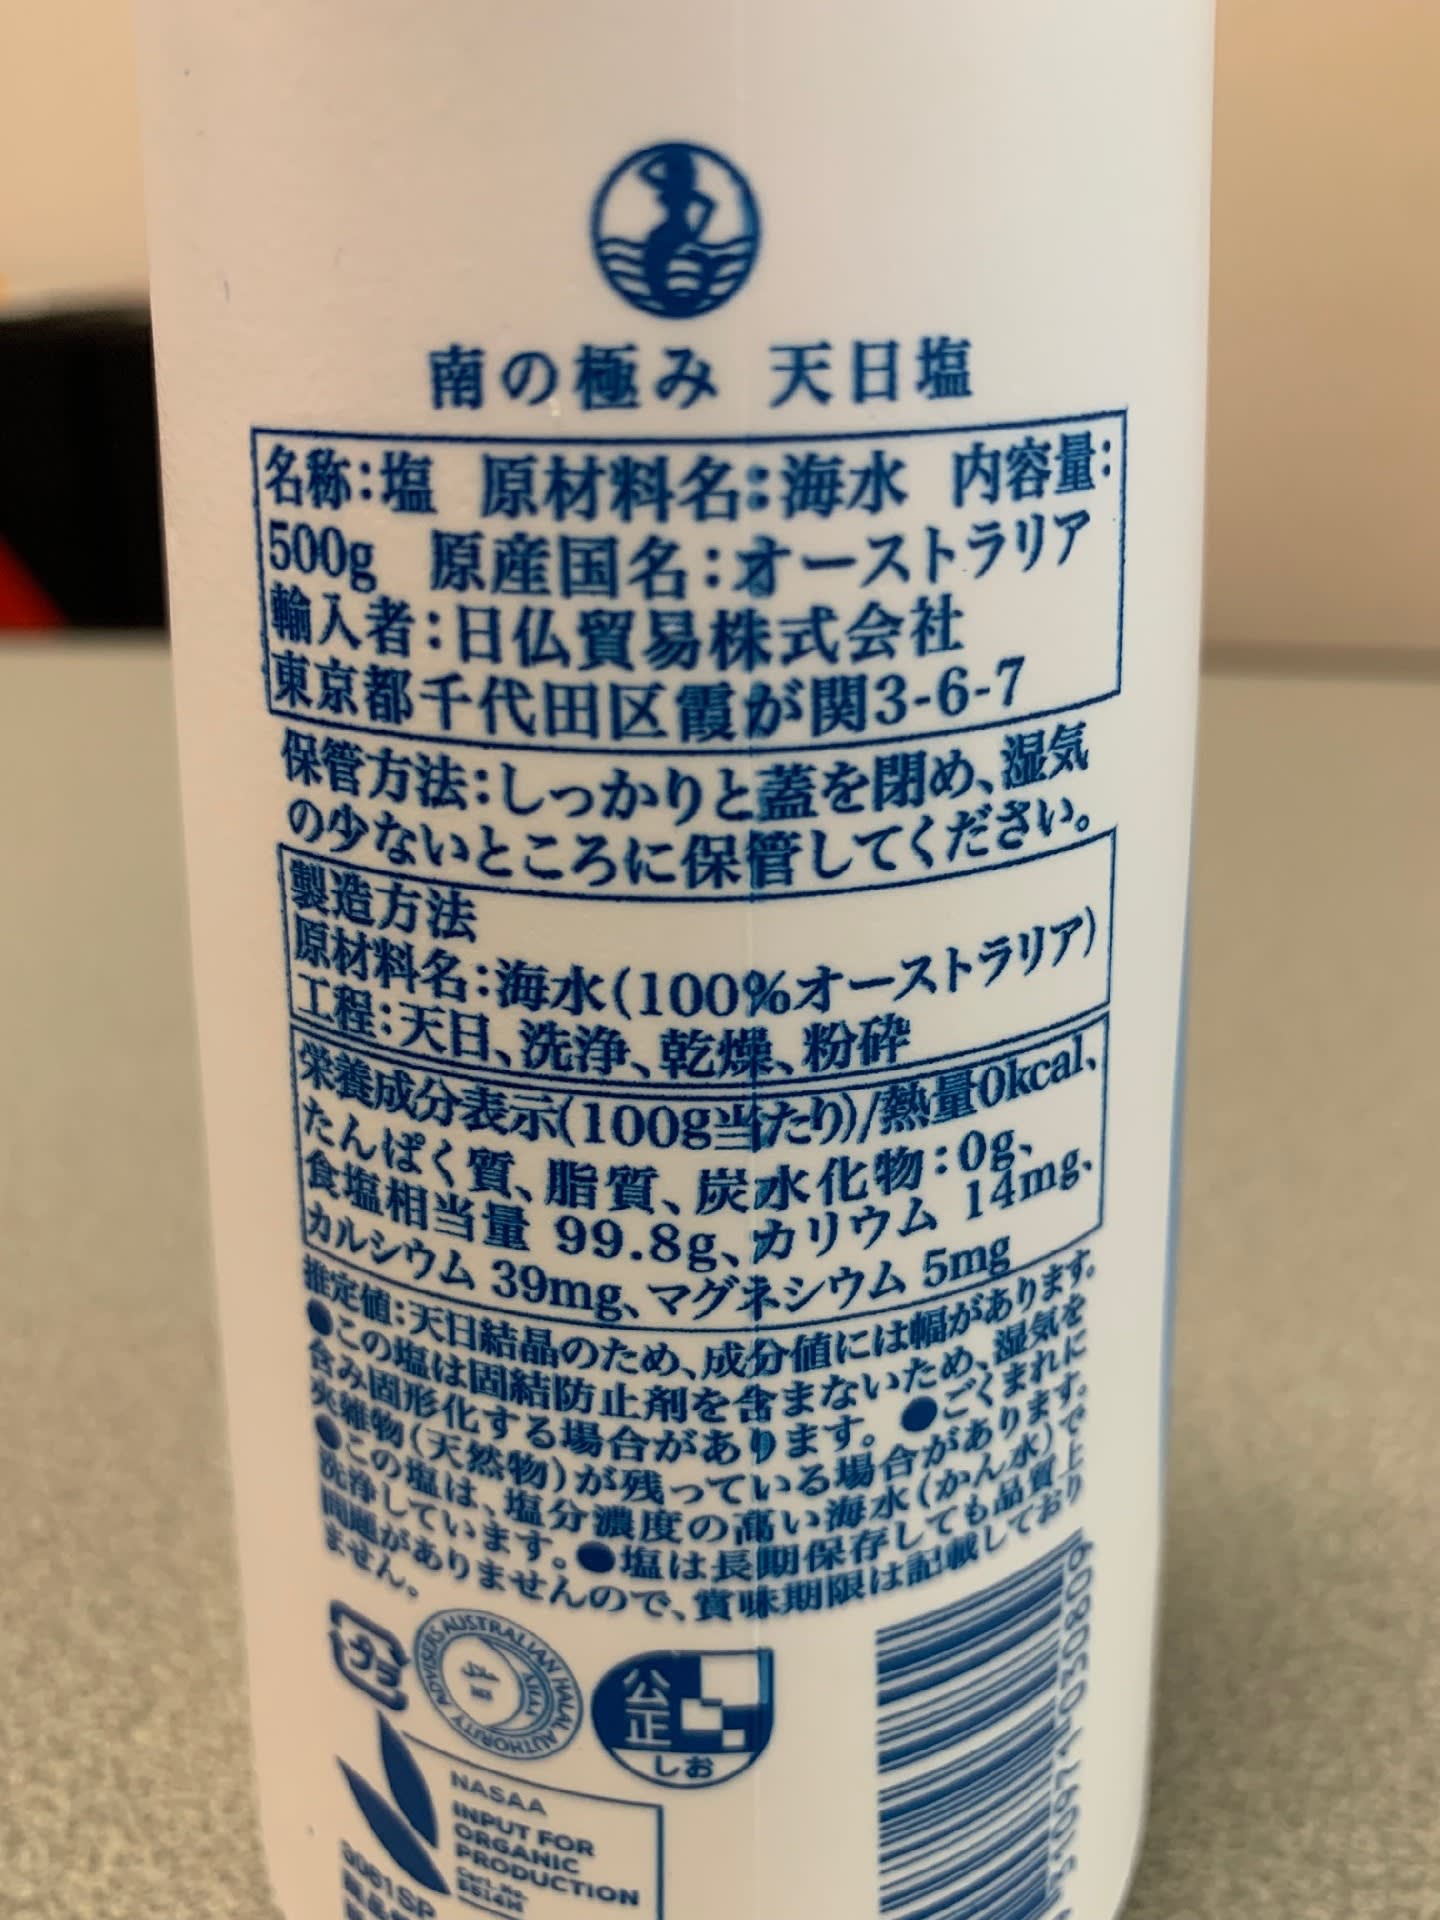 南の極み 天日塩
名称:塩 原材料名:海水 内容量:
500g 原産国名:オーストラリア
輸入者:日仏貿易株式会社
東京都千代田区霞が関3-6-7
保管方法:しっかりと蓋を閉め、湿気
の少ないところに保管してください。
製造方法
原材料名:海水(100%オーストラリア)
工程:天日、洗浄、乾燥、粉砕
栄養成分表示(100g当たり)/熱量0kcal、
たんぱく質、脂質、炭水化物:0g、
食塩相当量 99.8g、カリウム 14mg、
カルシウム 39mg、マグネシウム 5mg
推定値:天日結晶のため、成分値には幅があります。
●この塩は固結防止剤を含まないため、湿気を
含み固形化する場合があります。 ●ごくまれに
夾雑物(天然物)が残っている場合があります。
●この塩は、塩分濃度の高い海水(かん水)で
洗浄しています。●塩は長期保存しても品質上
問題がありませんので、賞味期限は記載しており
ません。
プラ
AUSTRALIAN HALAL AUTHORITY ADVISERS
公正
しお
NASAA
INPUT FOR
ORGANIC
PRODUCTION
Cert. No.